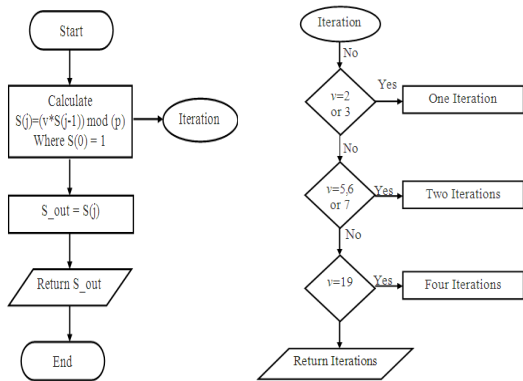 Start
Calculate
S(j)=(v*S(j-1)) mod (p)
Where S(0) = 1
Iteration
S_out = S(j)
Return S_out
End
Iteration
No
v=2
or 3
Yes
One Iteration
No
v=5,6
or 7
Yes
Two Iterations
No
v=19
Yes
Four Iterations
Return Iterations